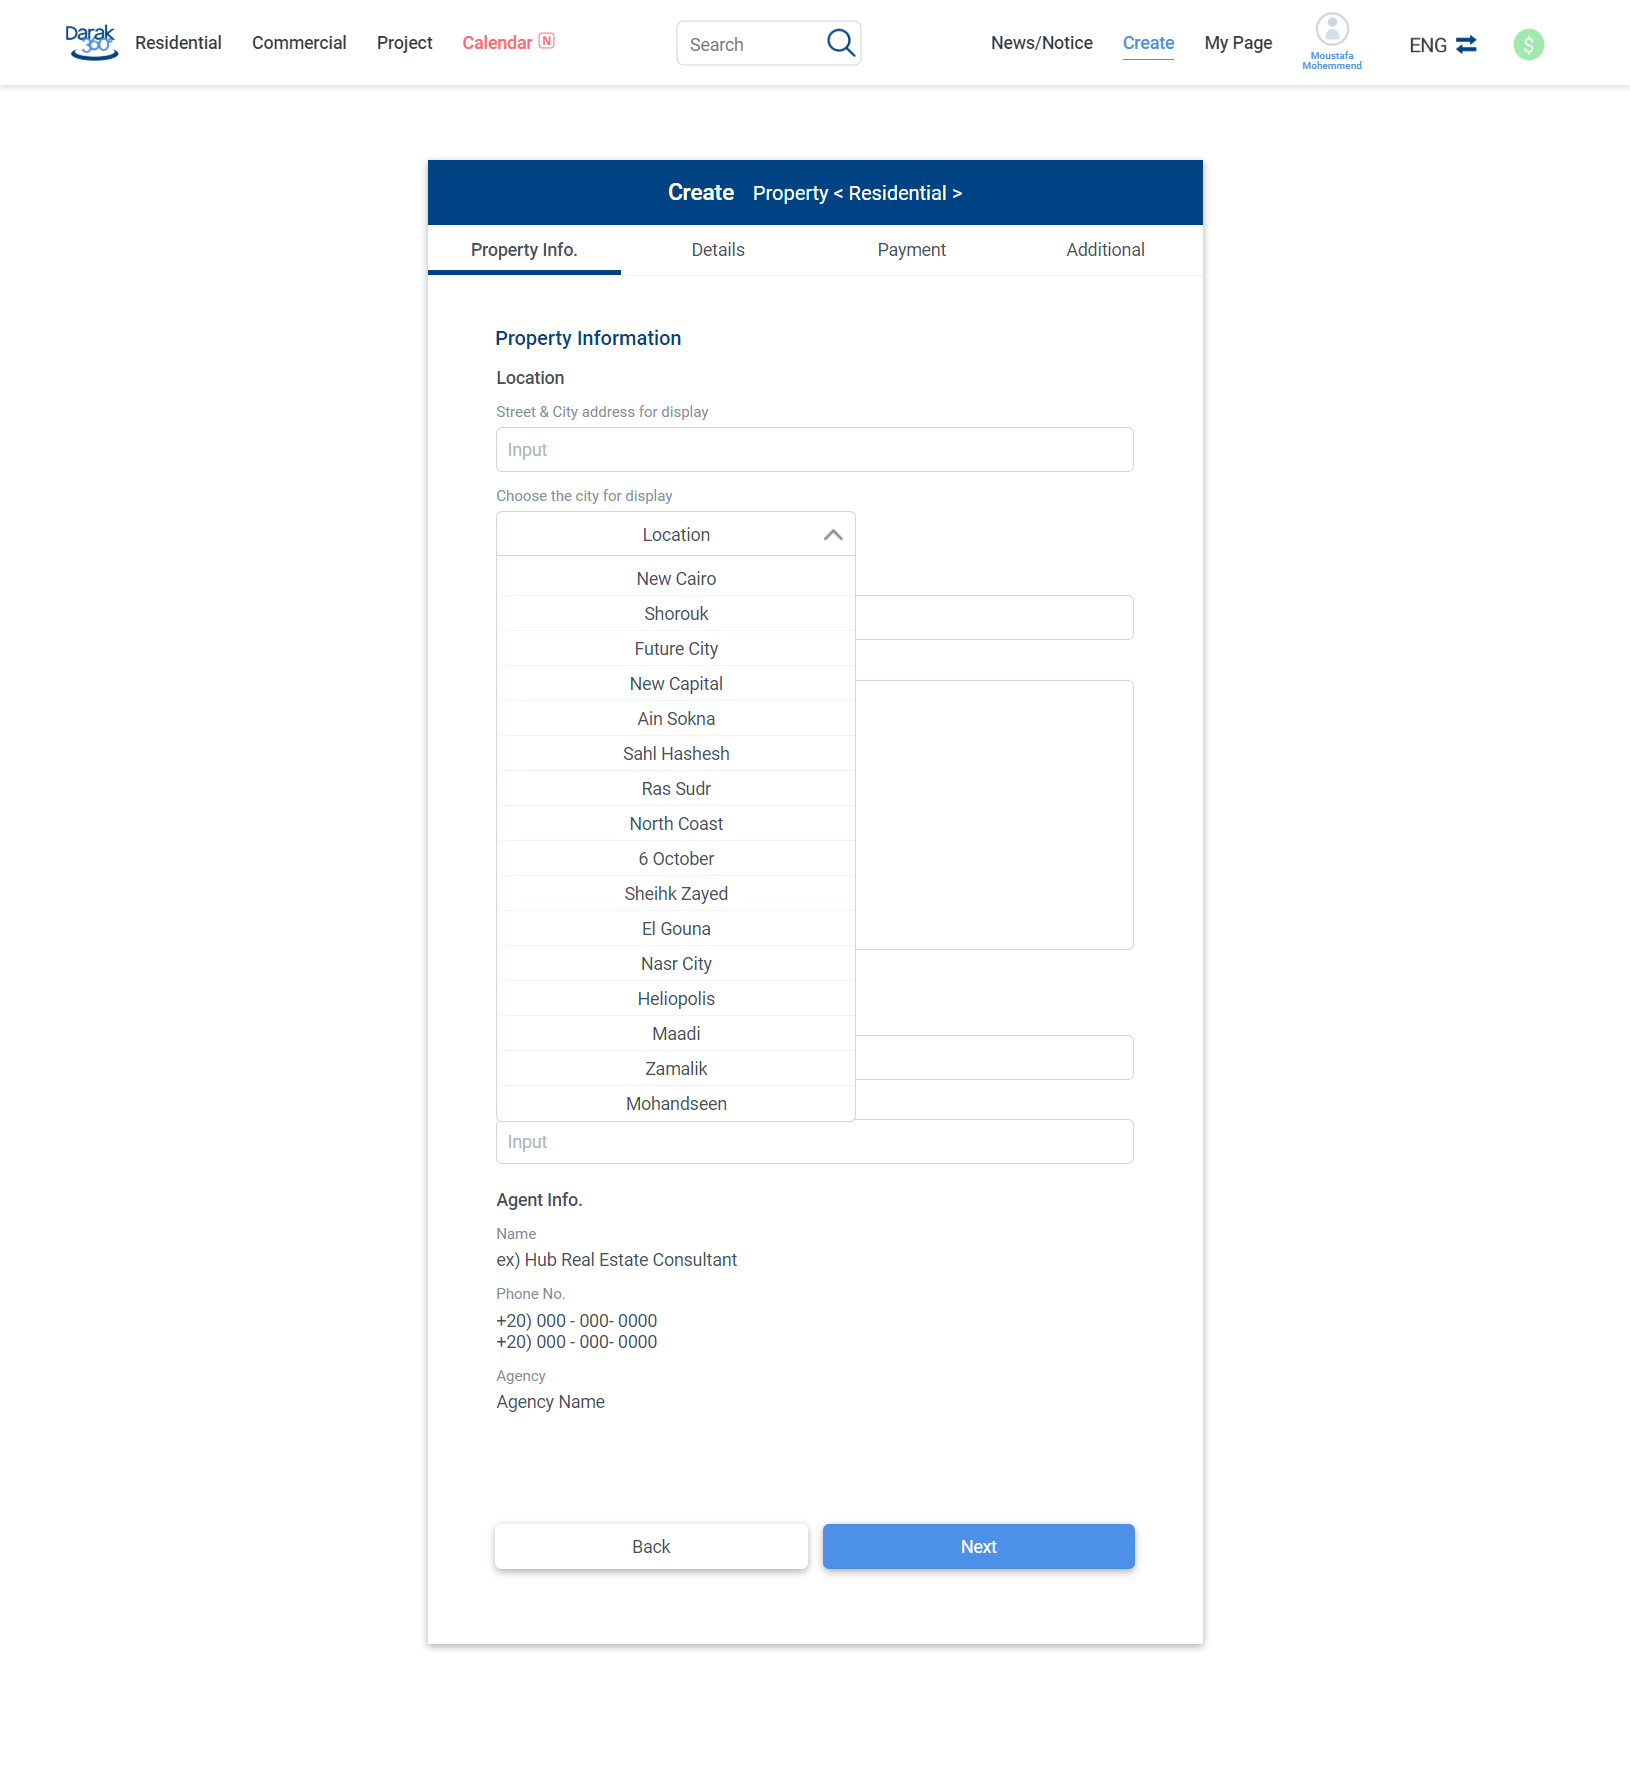 Darak
360°
Residential
Commercial
Project
Calendar N
Search
News/Notice
Create
My Page
Moustafa
Mohemmend
ENG
$
Create Property < Residential >
Property Info.
Details
Payment
Additional
Property Information
Location
Street & City address for display
Input
Choose the city for display
Location
New Cairo
Shorouk
Future City
New Capital
Ain Sokna
Sahl Hashesh
Ras Sudr
North Coast
6 October
Sheihk Zayed
El Gouna
Nasr City
Heliopolis
Maadi
Zamalik
Mohandseen
Input
Agent Info.
Name
ex) Hub Real Estate Consultant
Phone No.
+20) 000 - 000- 0000
+20) 000 - 000- 0000
Agency
Agency Name
Back
Next